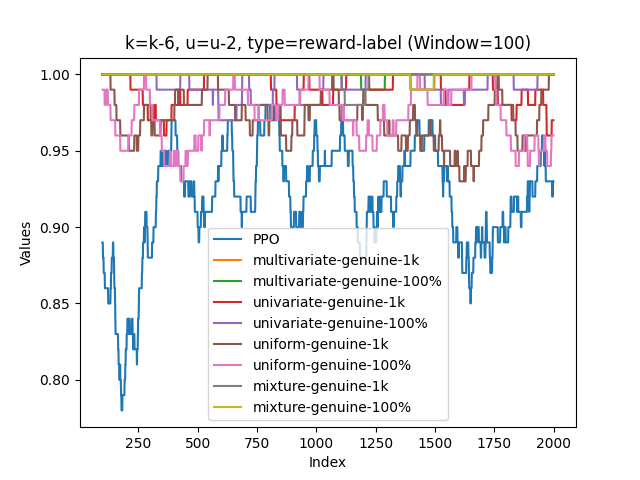 k=k-6, u=u-2, type=reward-label (Window=100)
1.00
0.95
0.90
0.85
0.80
Values
PPO
multivariate-genuine-1k
multivariate-genuine-100%
univariate-genuine-1k
univariate-genuine-100%
uniform-genuine-1k
uniform-genuine-100%
mixture-genuine-1k
mixture-genuine-100%
250 500 750 1000 1250 1500 1750 2000
Index